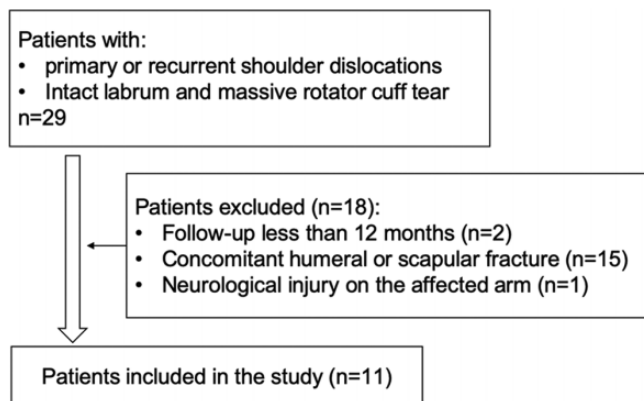 Patients with:
• primary or recurrent shoulder dislocations
• Intact labrum and massive rotator cuff tear
n=29
Patients excluded (n=18):
• Follow-up less than 12 months (n=2)
• Concomitant humeral or scapular fracture (n=15)
• Neurological injury on the affected arm (n=1)
Patients included in the study (n=11)